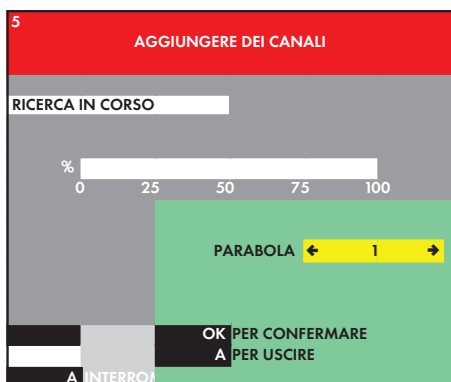 5
AGGIUNGERE DEI CANALI
RICERCA IN CORSO
%
0 25 50 75 100
PARABOLA 1
OK PER CONFERMARE
A PER USCIRE
A